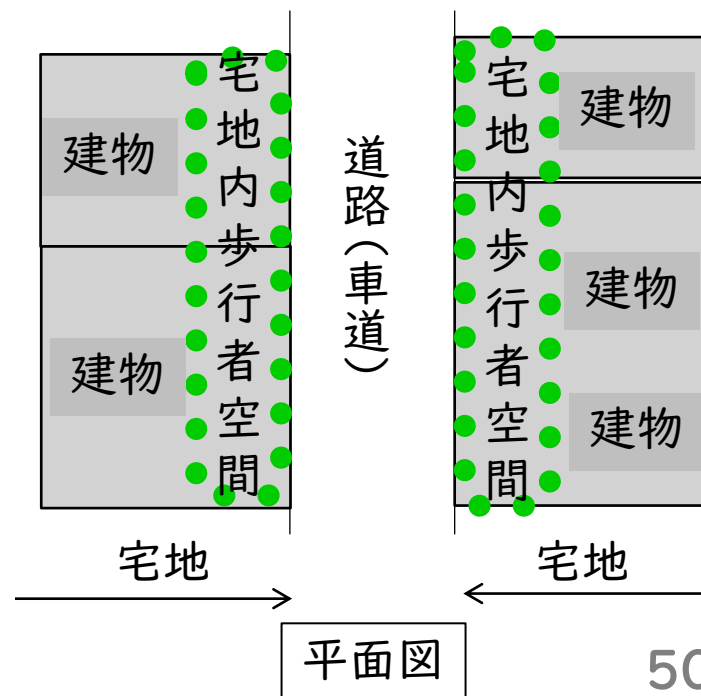 建物
宅地内歩行者空間
建物
道路(車道)
宅地内歩行者空間
建物
建物
建物
宅地
宅地
平面図
50